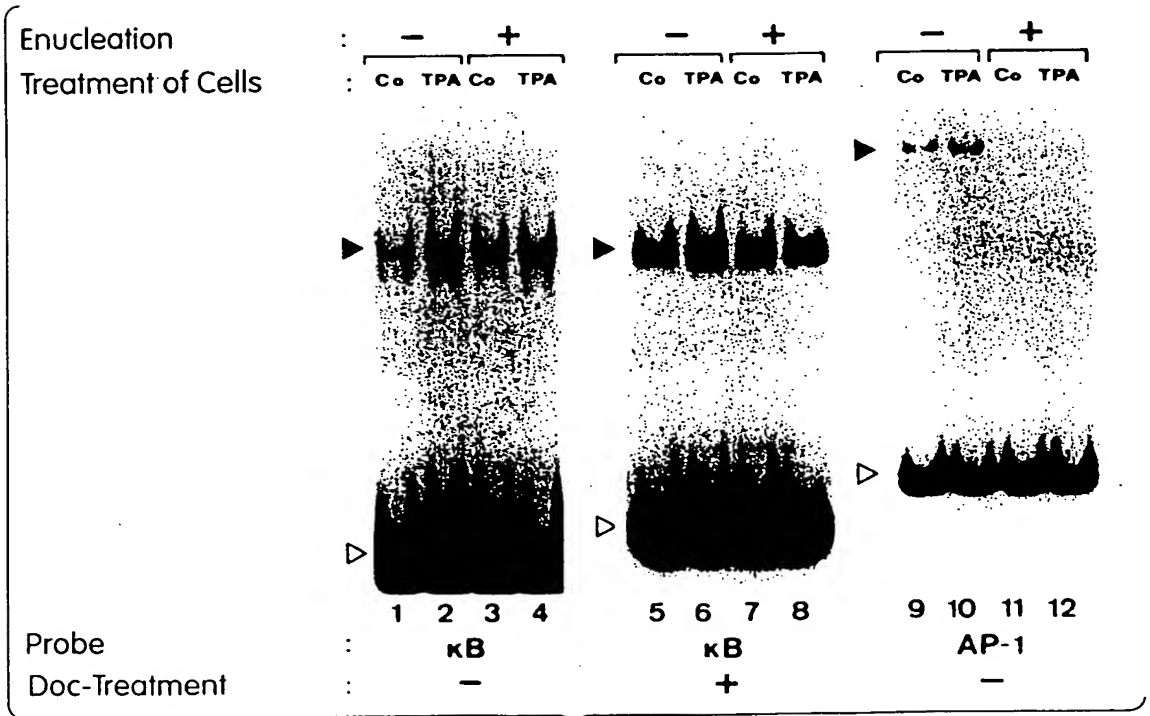 Enucleation : − + − + − +
Treatment of Cells : Co TPA Co TPA Co TPA Co TPA Co TPA Co TPA
1 2 3 4 5 6 7 8 9 10 11 12
Probe : κB κB AP-1
Doc-Treatment : − + −